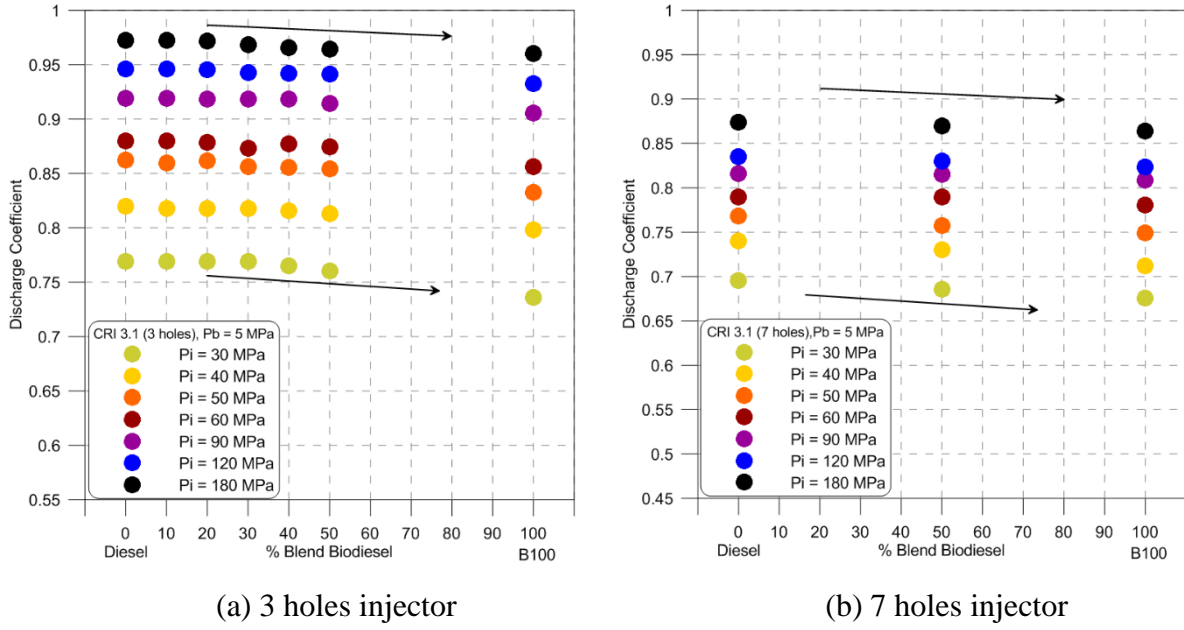 1
0.95
0.9
0.85
0.8
0.75
0.7
0.65
0.6
0.55
Discharge Coefficient
CRI 3.1 (3 holes), Pb = 5 MPa
Pi = 30 MPa
Pi = 40 MPa
Pi = 50 MPa
Pi = 60 MPa
Pi = 90 MPa
Pi = 120 MPa
Pi = 180 MPa
0 10 20 30 40 50 60 70 80 90 100
Diesel % Blend Biodiesel B100
(a) 3 holes injector
1
0.95
0.9
0.85
0.8
0.75
0.7
0.65
0.6
0.55
0.5
0.45
Discharge Coefficient
CRI 3.1 (7 holes),Pb = 5 MPa
Pi = 30 MPa
Pi = 40 MPa
Pi = 50 MPa
Pi = 60 MPa
Pi = 90 MPa
Pi = 120 MPa
Pi = 180 MPa
0 10 20 30 40 50 60 70 80 90 100
Diesel % Blend Biodiesel B100
(b) 7 holes injector